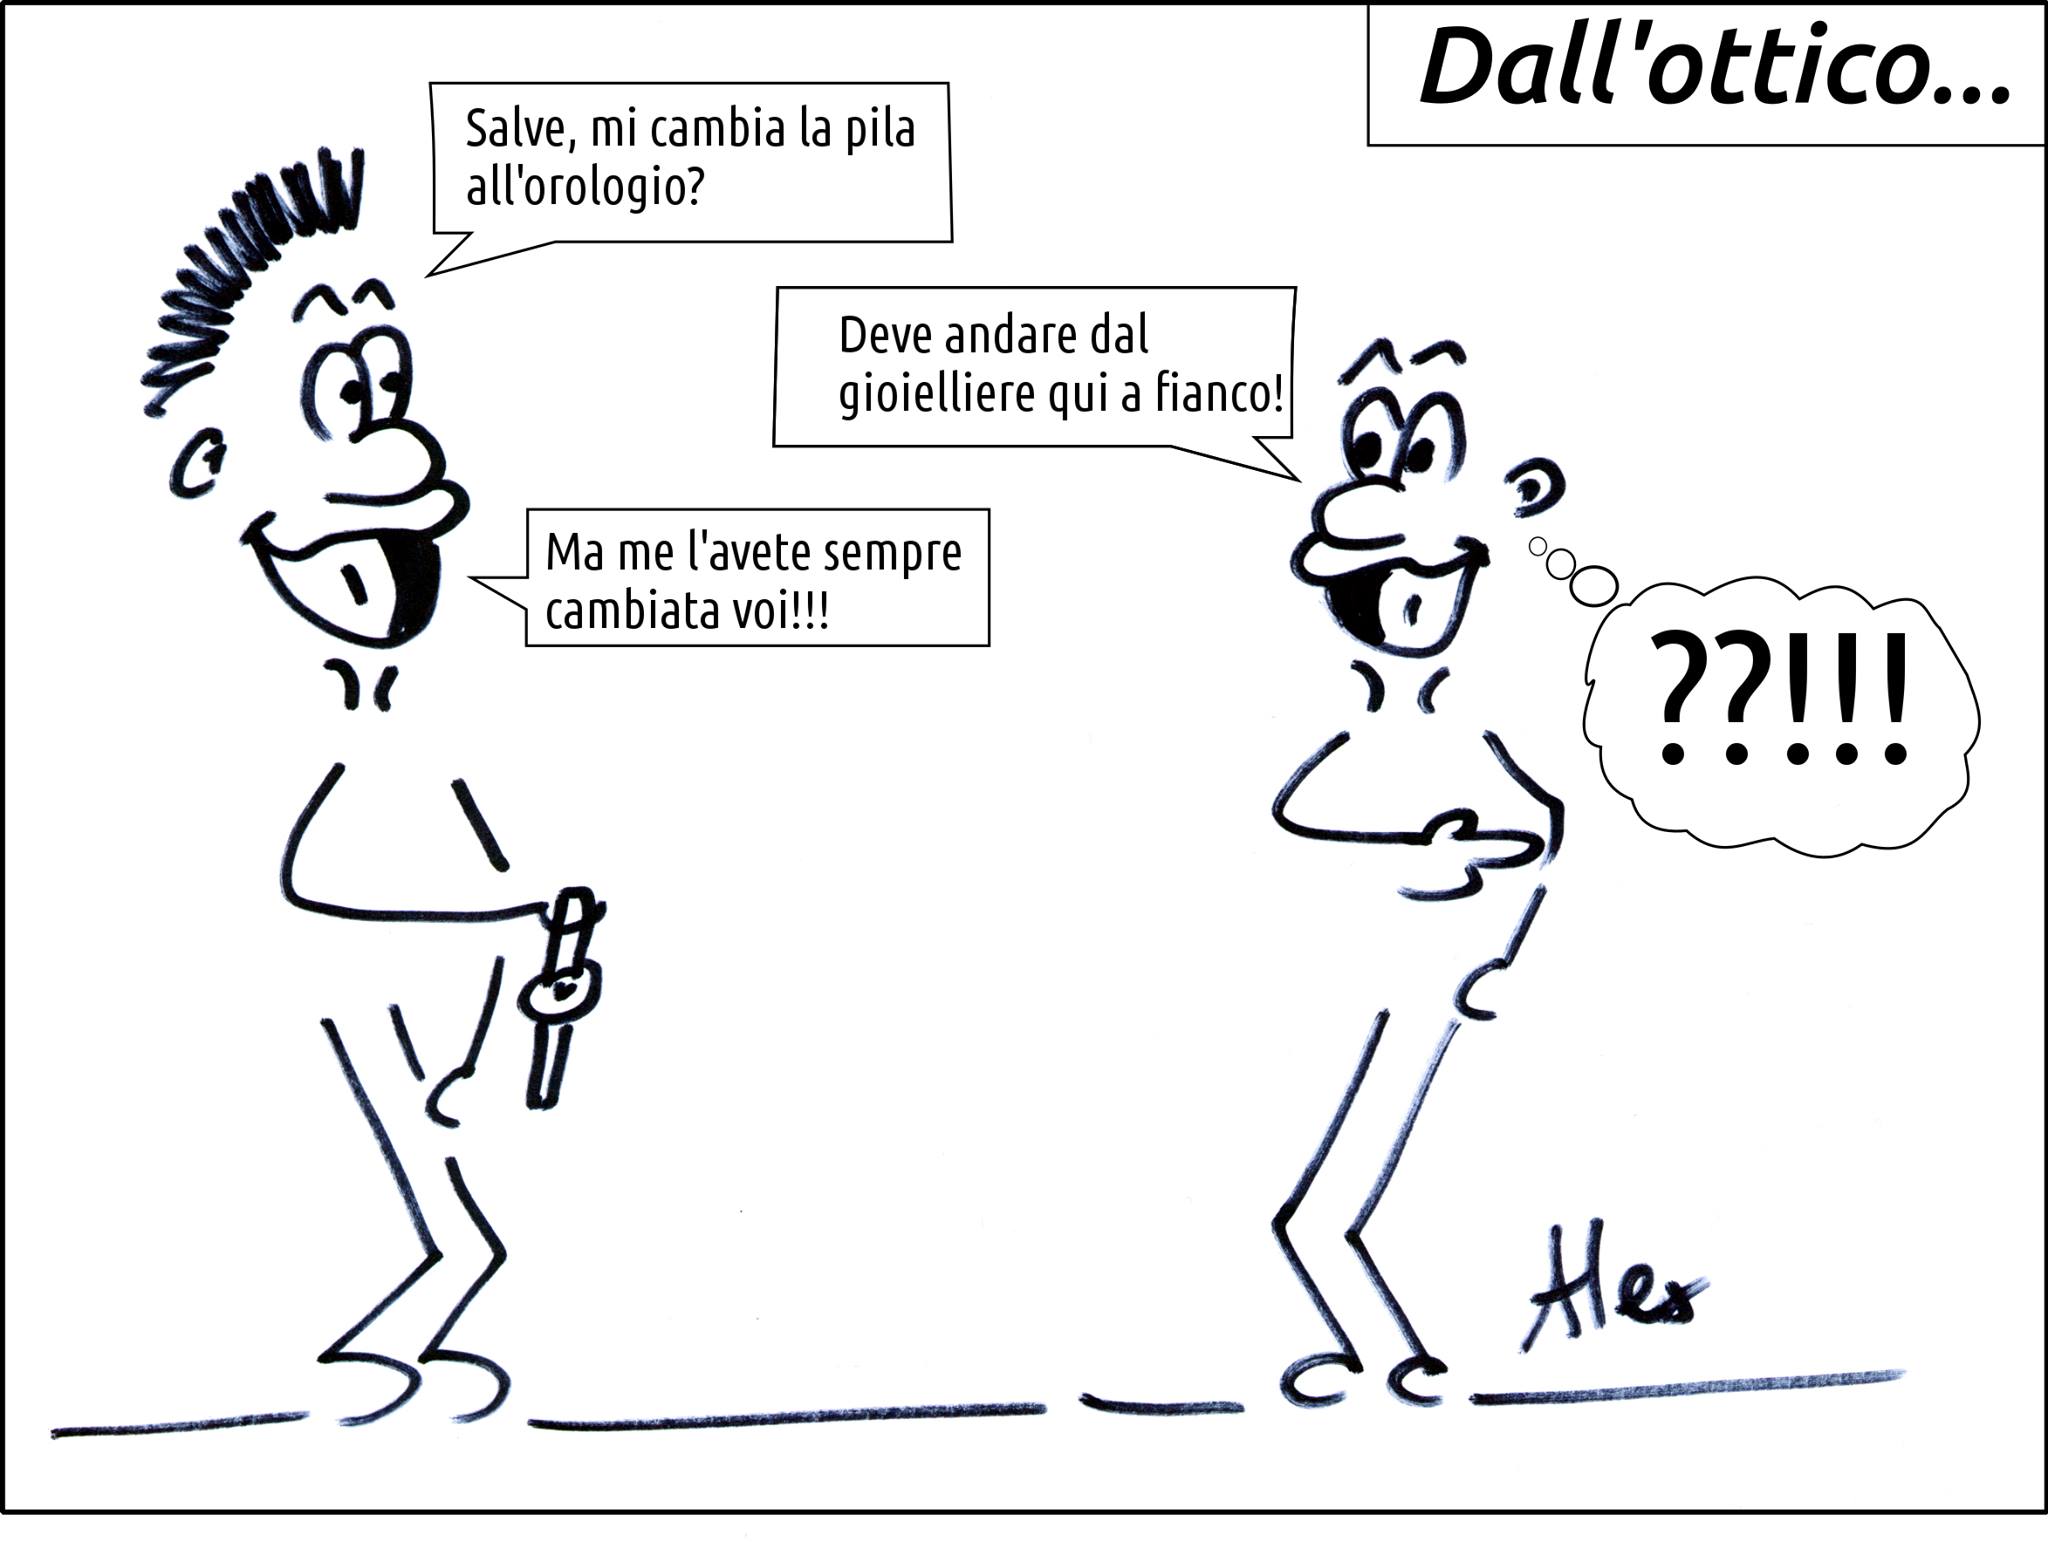 Dall'ottico...
Salve, mi cambia la pila
all'orologio?
Deve andare dal
gioielliere qui a fianco!
Ma me l'avete sempre
cambiata voi!!!
??!!!
Alex